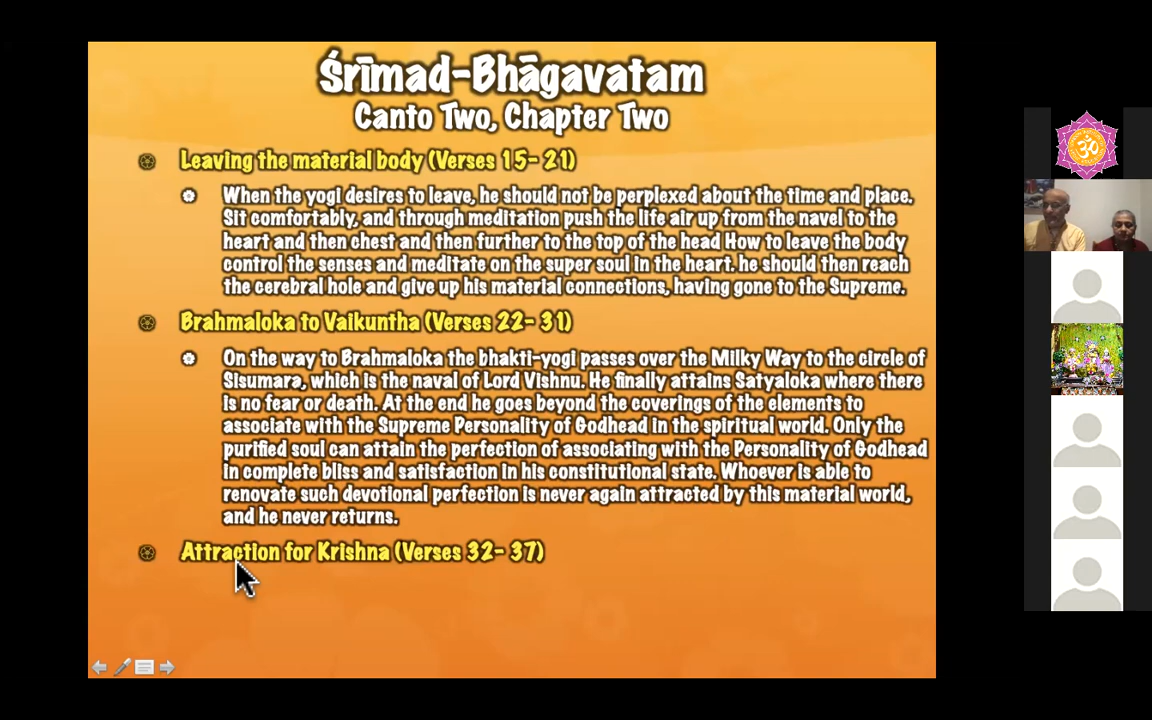 Śrīmad-Bhāgavatam
Canto Two, Chapter Two
Leaving the material body (Verses 15- 21)
When the yogi desires to leave, he should not be perplexed about the time and place.
Sit comfortably, and through meditation push the life air up from the navel to the
heart and then chest and then further to the top of the head How to leave the body
control the senses and meditate on the super soul in the heart. he should then reach
the cerebral hole and give up his material connections, having gone to the Supreme.
Brahmaloka to Vaikuntha (Verses 22- 31)
On the way to Brahmaloka the bhakti-yogi passes over the Milky Way to the circle of
Sisumara, which is the naval of Lord Vishnu. He finally attains Satyaloka where there
is no fear or death. At the end he goes beyond the coverings of the elements to
associate with the Supreme Personality of Godhead in the spiritual world. Only the
purified soul can attain the perfection of associating with the Personality of Godhead
in complete bliss and satisfaction in his constitutional state. Whoever is able to
renovate such devotional perfection is never again attracted by this material world,
and he never returns.
Attraction for Krishna (Verses 32- 37)
ॐ